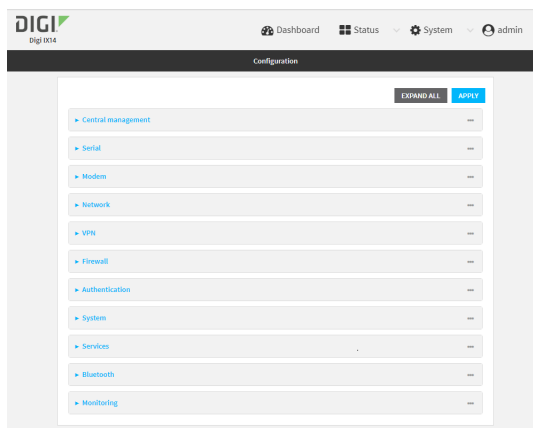 DIGI
Digi IX14
Dashboard Status System admin
Configuration
EXPAND ALL APPLY
Central management
Serial
Modem
Network
VPN
Firewall
Authentication
System
Services
Bluetooth
Monitoring